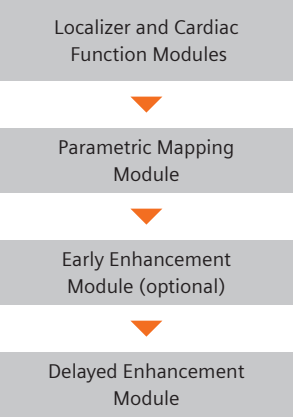 Localizer and Cardiac
Function Modules
Parametric Mapping
Module
Early Enhancement
Module (optional)
Delayed Enhancement
Module